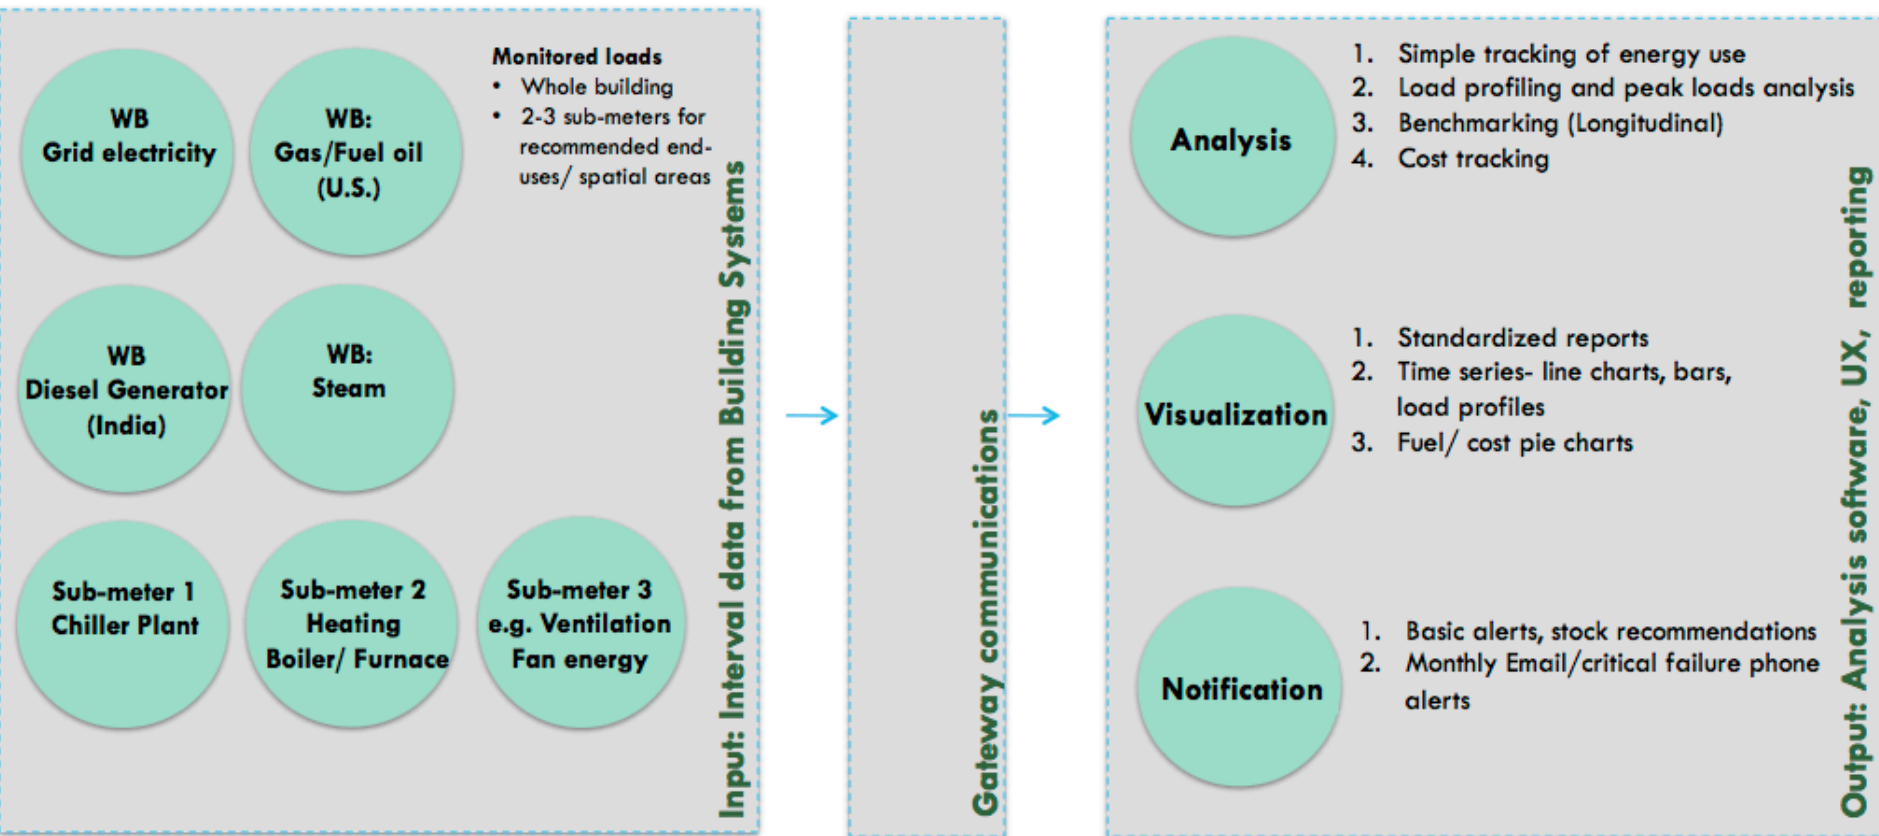 WB
Grid electricity
WB:
Gas/Fuel oil
(U.S.)
Monitored loads
• Whole building
• 2-3 sub-meters for
recommended end-
uses/ spatial areas
WB
Diesel Generator
(India)
WB:
Steam
Sub-meter 1
Chiller Plant
Sub-meter 2
Heating
Boiler/ Furnace
Sub-meter 3
e.g. Ventilation
Fan energy
Input: Interval data from Building Systems
Gateway communications
Analysis
1. Simple tracking of energy use
2. Load profiling and peak loads analysis
3. Benchmarking (Longitudinal)
4. Cost tracking
Visualization
1. Standardized reports
2. Time series- line charts, bars,
load profiles
3. Fuel/ cost pie charts
Notification
1. Basic alerts, stock recommendations
2. Monthly Email/critical failure phone
alerts
Output: Analysis software, UX, reporting